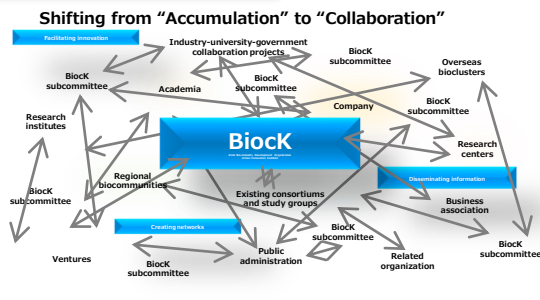 Shifting from “Accumulation” to “Collaboration”
Facilitating innovation
Industry-university-government
collaboration projects
BiocK
subcommittee
Overseas
bioclusters
BiocK
subcommittee
Academia
BiocK
subcommittee
Company
BiocK
subcommittee
Research
institutes
BiocK
Research
centers
Regional
biocommunities
Disseminating information
BiocK
subcommittee
Existing consortiums
and study groups
Business
association
Creating networks
BiocK
subcommittee
BiocK
subcommittee
Ventures
BiocK
subcommittee
Public
administration
Related
organization